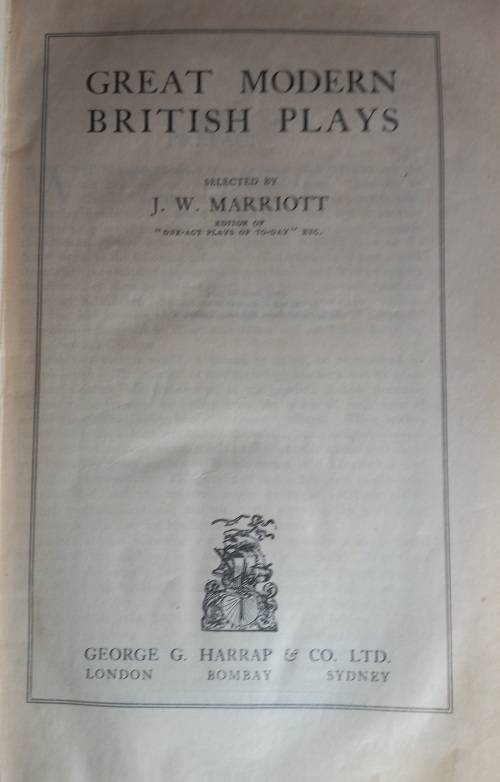 GREAT MODERN
BRITISH PLAYS
SELECTED BY
J. W. MARRIOTT
EDITOR OF
"ONE-ACT PLAYS OF TO-DAY" ETC.
GEORGE G. HARRAP & CO. LTD.
LONDON BOMBAY SYDNEY